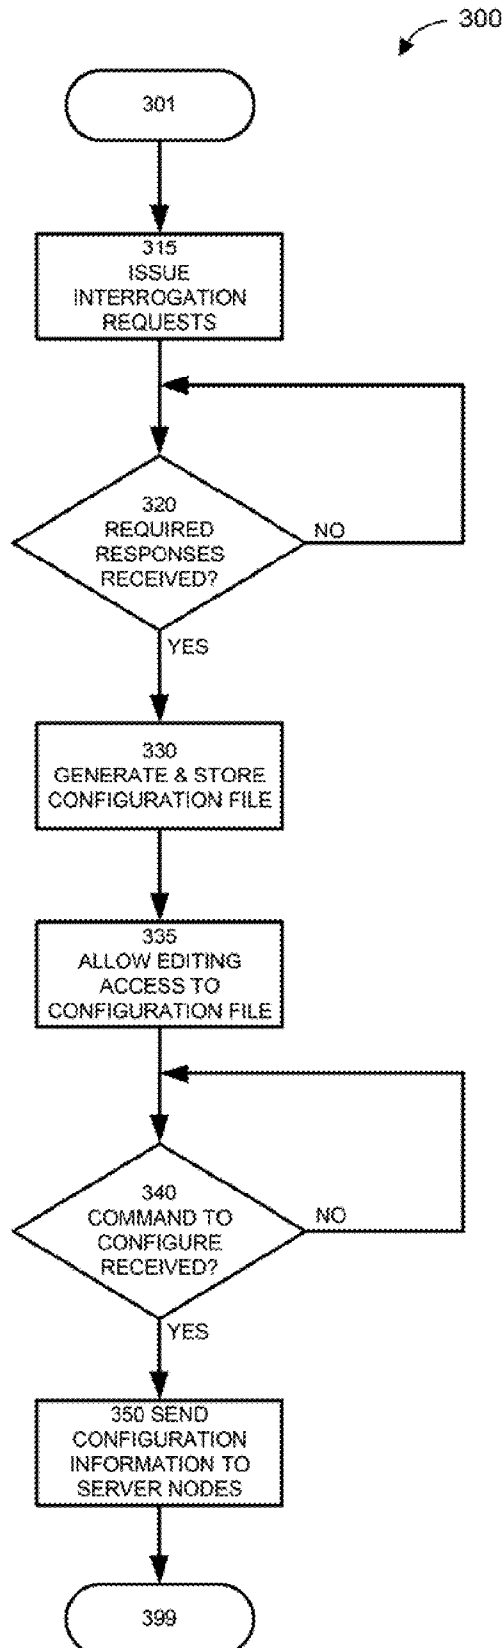 300
301
315
ISSUE
INTERROGATION
REQUESTS
320
REQUIRED
RESPONSES
RECEIVED?
NO
YES
330
GENERATE & STORE
CONFIGURATION FILE
335
ALLOW EDITING
ACCESS TO
CONFIGURATION FILE
340
COMMAND TO
CONFIGURE
RECEIVED?
NO
YES
350 SEND
CONFIGURATION
INFORMATION TO
SERVER NODES
399